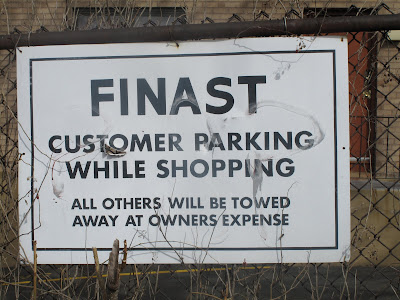 FINAST
CUSTOMER PARKING
WHILE SHOPPING
ALL OTHERS WILL BE TOWED
AWAY AT OWNERS EXPENSE